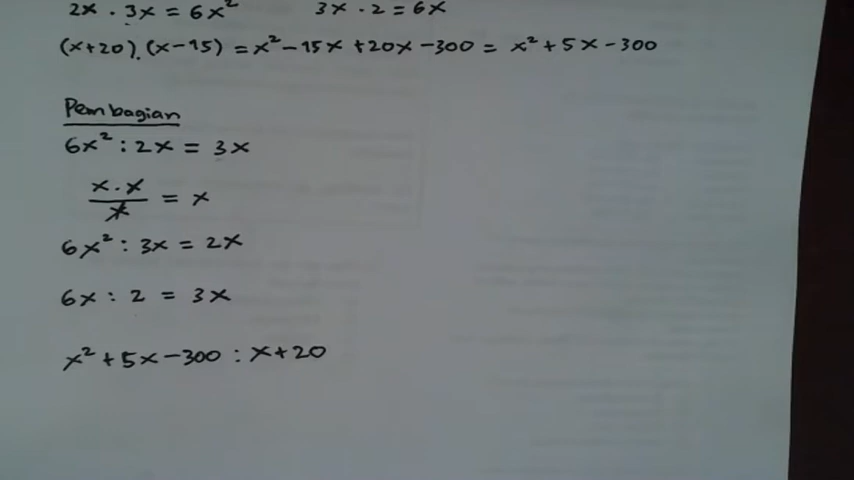 2x . 3x = 6x² 3x . 2 = 6x
(x+20).(x-15) = x² - 15x + 20x - 300 = x² + 5x - 300
Pembagian
6x² : 2x = 3x
x . x / x = x
6x² : 3x = 2x
6x : 2 = 3x
x² + 5x - 300 : x + 20